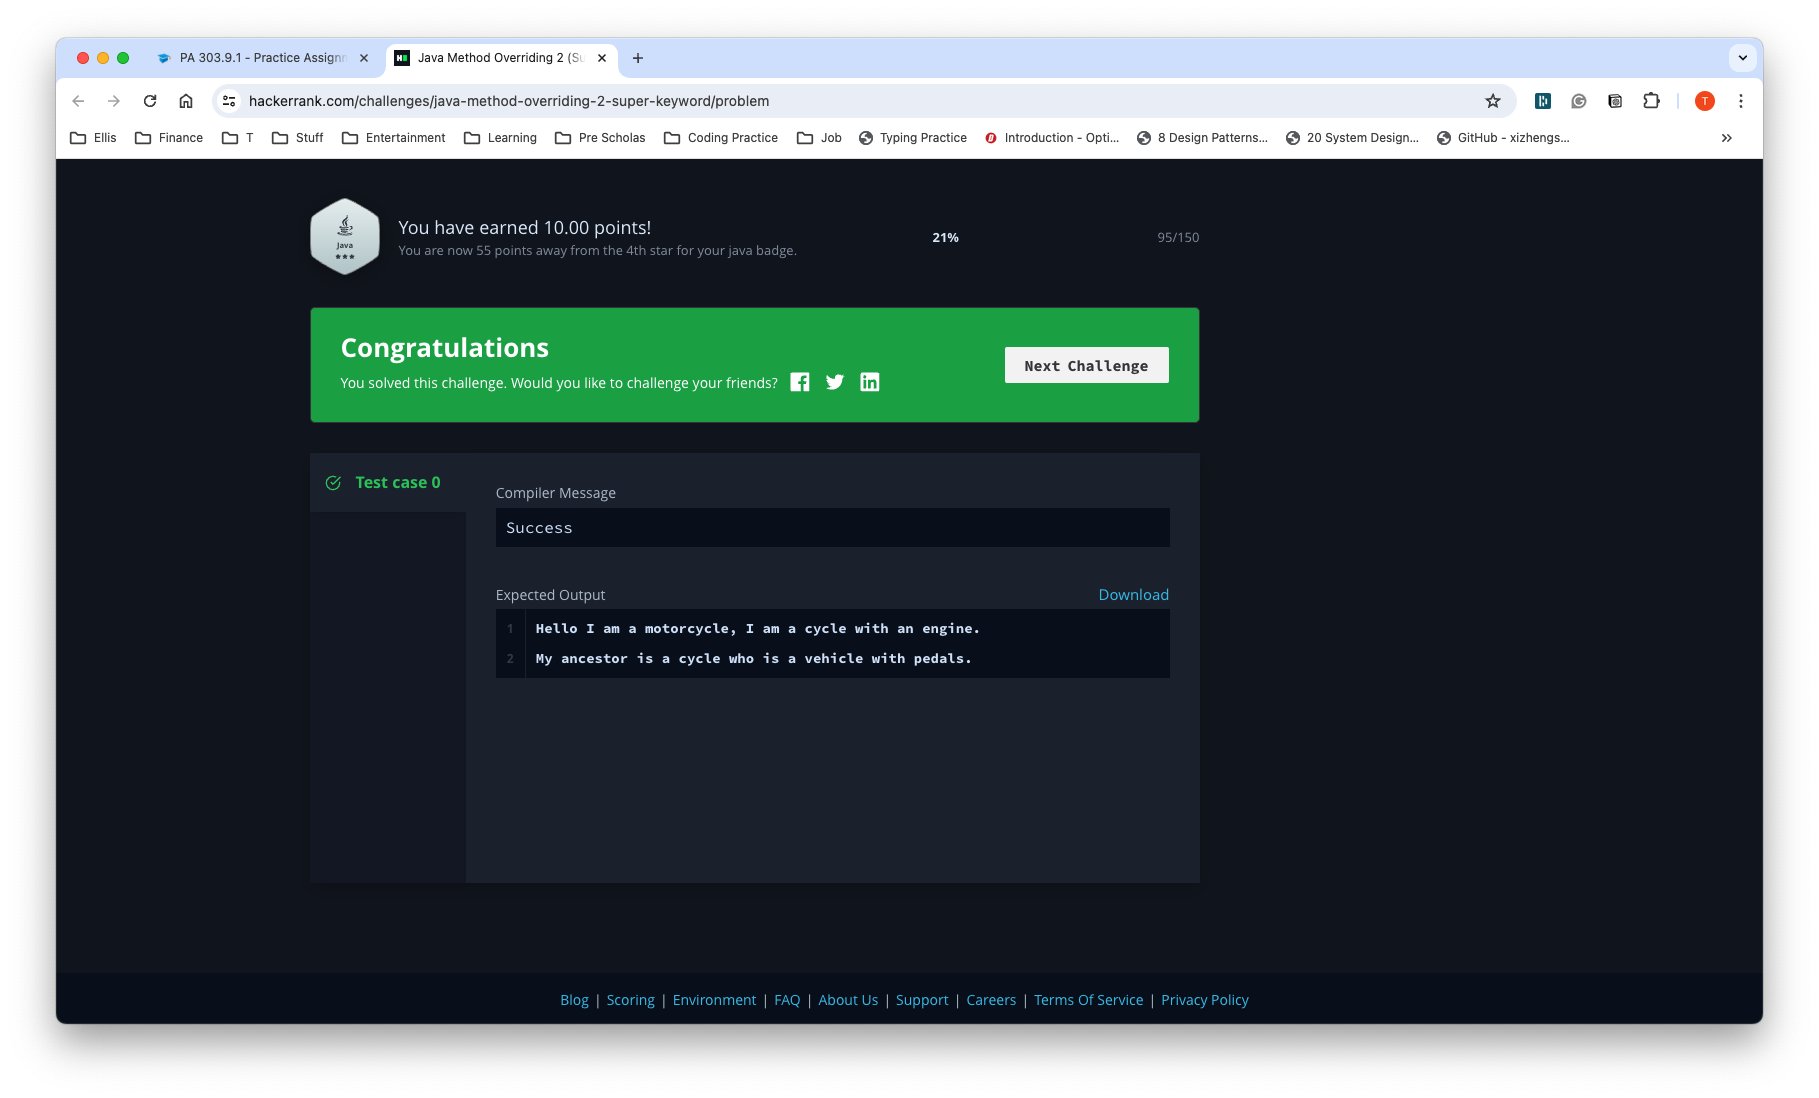 PA 303.9.1 - Practice Assignm
Java Method Overriding 2 (Su
hackerrank.com/challenges/java-method-overriding-2-super-keyword/problem
T
Ellis
Finance
T
Stuff
Entertainment
Learning
Pre Scholas
Coding Practice
Job
Typing Practice
Introduction - Opti...
8 Design Patterns...
20 System Design...
GitHub - xizhengs...
Java
You have earned 10.00 points!
You are now 55 points away from the 4th star for your java badge.
21%
95/150
Congratulations
You solved this challenge. Would you like to challenge your friends?
Next Challenge
Test case 0
Compiler Message
Success
Expected Output
Download
1 Hello I am a motorcycle, I am a cycle with an engine.
2 My ancestor is a cycle who is a vehicle with pedals.
Blog | Scoring | Environment | FAQ | About Us | Support | Careers | Terms Of Service | Privacy Policy